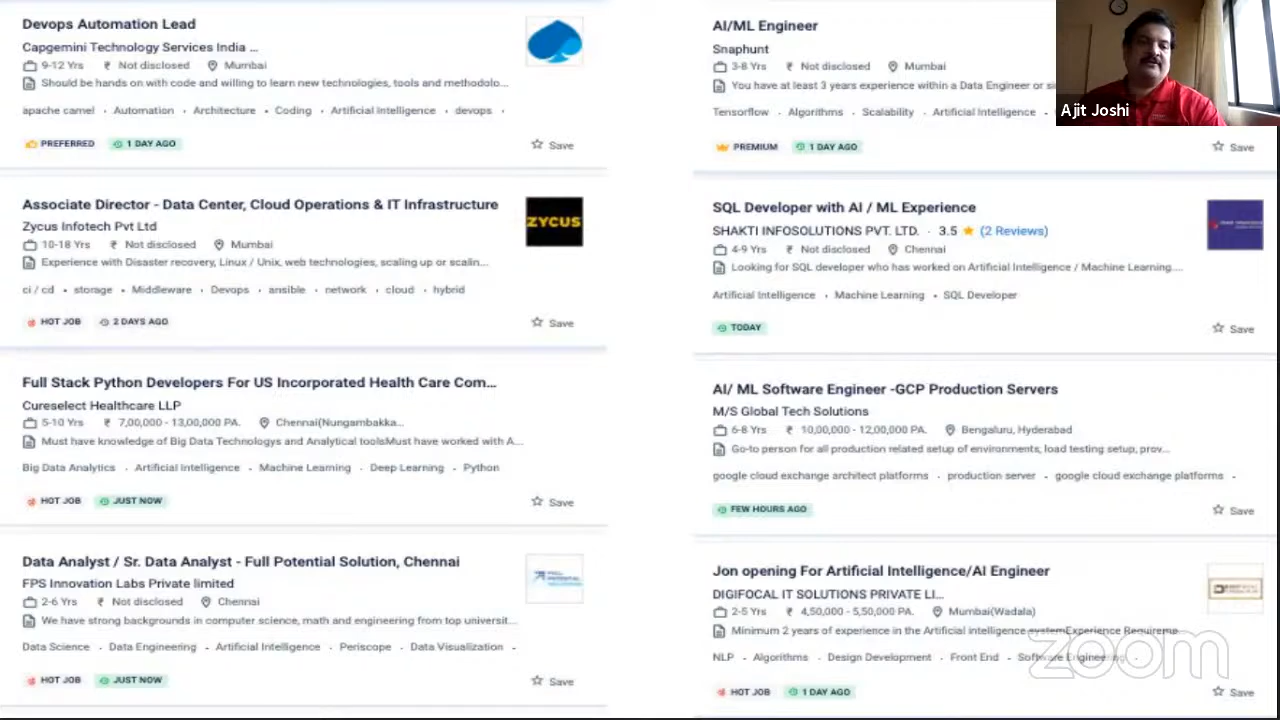 Devops Automation Lead
Capgemini Technology Services India ...
9-12 Yrs ₹ Not disclosed Mumbai
Should be hands on with code and willing to learn new technologies, tools and methodolo...
apache camel • Automation • Architecture • Coding • Artificial Intelligence • devops •
PREFERRED 1 DAY AGO Save
Associate Director - Data Center, Cloud Operations & IT Infrastructure
ZYCUS
Zycus Infotech Pvt Ltd
10-18 Yrs ₹ Not disclosed Mumbai
Experience with Disaster recovery, Linux / Unix, web technologies, scaling up or scalin...
ci / cd • storage • Middleware • Devops • ansible • network • cloud • hybrid
HOT JOB 2 DAYS AGO Save
Full Stack Python Developers For US Incorporated Health Care Com...
Cureselect Healthcare LLP
5-10 Yrs ₹ 7,00,000 - 13,00,000 PA. Chennai(Nungambakka...
Must have knowledge of Big Data Technologys and Analytical toolsMust have worked with A...
Big Data Analytics • Artificial Intelligence • Machine Learning • Deep Learning • Python
HOT JOB JUST NOW Save
Data Analyst / Sr. Data Analyst - Full Potential Solution, Chennai
FPS Innovation Labs Private limited
2-6 Yrs ₹ Not disclosed Chennai
We have strong backgrounds in computer science, math and engineering from top universit...
Data Science • Data Engineering • Artificial Intelligence • Periscope • Data Visualization •
HOT JOB JUST NOW Save
AI/ML Engineer
Snaphunt
3-8 Yrs ₹ Not disclosed Mumbai
You have at least 3 years experience within a Data Engineer or si
Tensorflow • Algorithms • Scalability • Artificial Intelligence •
PREMIUM 1 DAY AGO Save
Ajit Joshi
SQL Developer with AI / ML Experience
SHAKTI INFOSOLUTIONS PVT. LTD. • 3.5 ★ (2 Reviews)
4-9 Yrs ₹ Not disclosed Chennai
Looking for SQL developer who has worked on Artificial Intelligence / Machine Learning....
Artificial Intelligence • Machine Learning • SQL Developer
TODAY Save
AI/ ML Software Engineer -GCP Production Servers
M/S Global Tech Solutions
6-8 Yrs ₹ 10,00,000 - 12,00,000 PA. Bengaluru, Hyderabad
Go-to person for all production related setup of environments, load testing setup, prov...
google cloud exchange architect platforms • production server • google cloud exchange platforms •
FEW HOURS AGO Save
Jon opening For Artificial Intelligence/AI Engineer
DIGIFOCAL IT SOLUTIONS PRIVATE LI...
2-5 Yrs ₹ 4,50,000 - 5,50,000 PA. Mumbai(Wadala)
Minimum 2 years of experience in the Artificial intelligence systemExperience Requireme...
NLP • Algorithms • Design Development • Front End • Software Engineering •
HOT JOB 1 DAY AGO Save
zoom